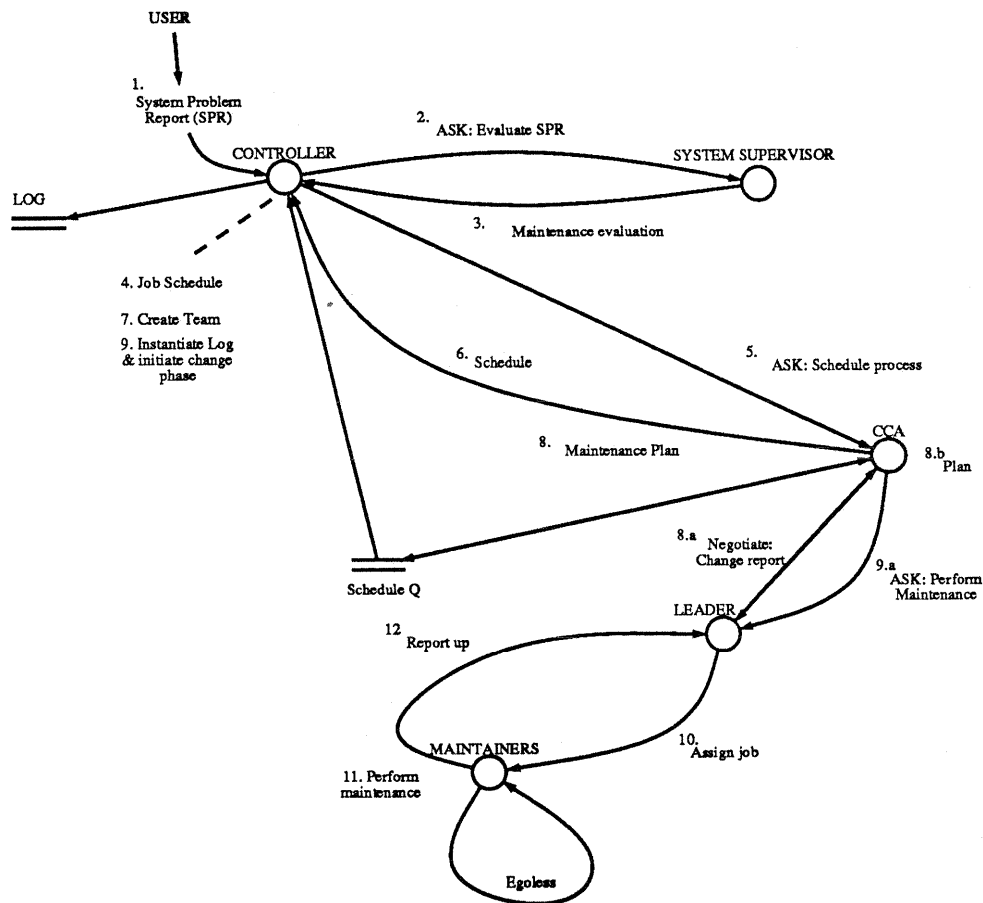 USER
1.
System Problem
Report (SPR)
2.
ASK: Evaluate SPR
CONTROLLER
SYSTEM SUPERVISOR
LOG
3.
Maintenance evaluation
4. Job Schedule
7. Create Team
9. Instantiate Log
& initiate change
phase
6. Schedule
5.
ASK: Schedule process
8.
Maintenance Plan
CCA
8.b
Plan
8.a
Negotiate:
Change report
9.a
ASK: Perform
Maintenance
Schedule Q
LEADER
12
Report up
10.
Assign job
MAINTAINERS
11. Perform
maintenance
Egoless